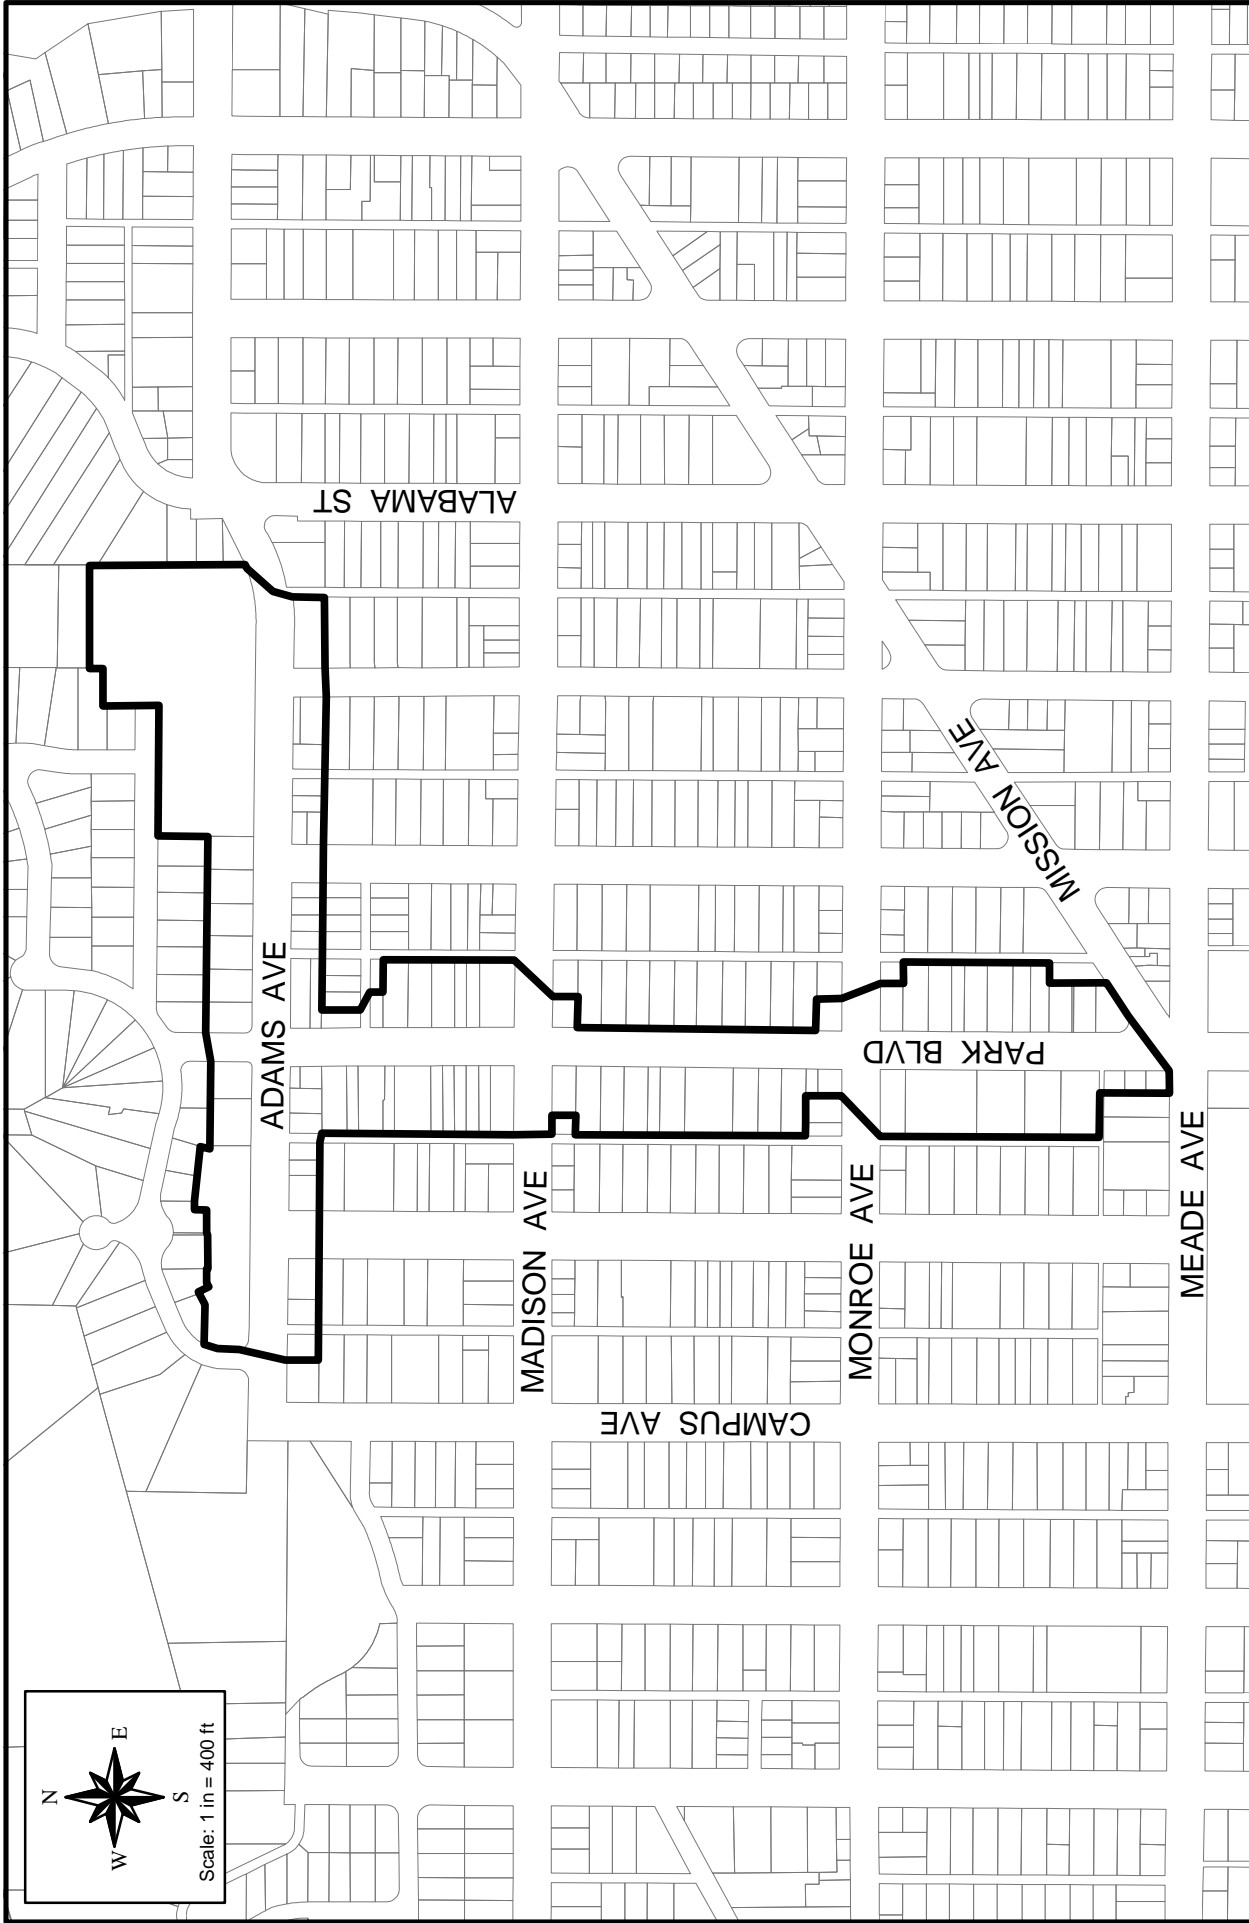 ALABAMA ST
ADAMS AVE
MISSION AVE
PARK BLVD
MADISON AVE
MONROE AVE
MEADE AVE
CAMPUS AVE
N
W
E
S
Scale: 1 in = 400 ft